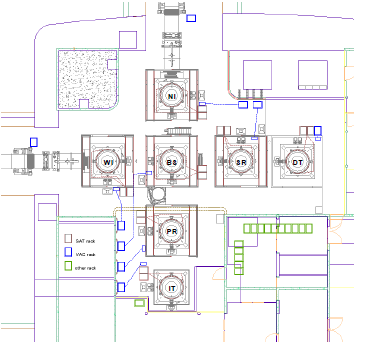 NI
WI
BS
SR
DT
PR
SAT rack
VAC rack
other rack
IT